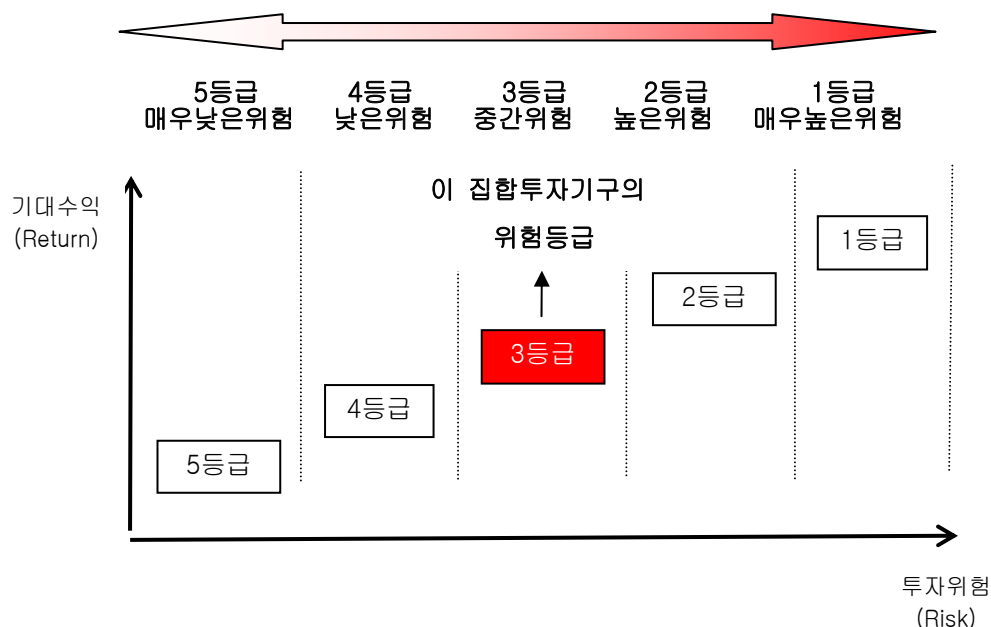 5등급 4등급 3등급 2등급 1등급
매우낮은위험 낮은위험 중간위험 높은위험 매우높은위험
기대수익
(Return)
이 집합투자기구의
위험등급
1등급
2등급
3등급
4등급
5등급
투자위험
(Risk)